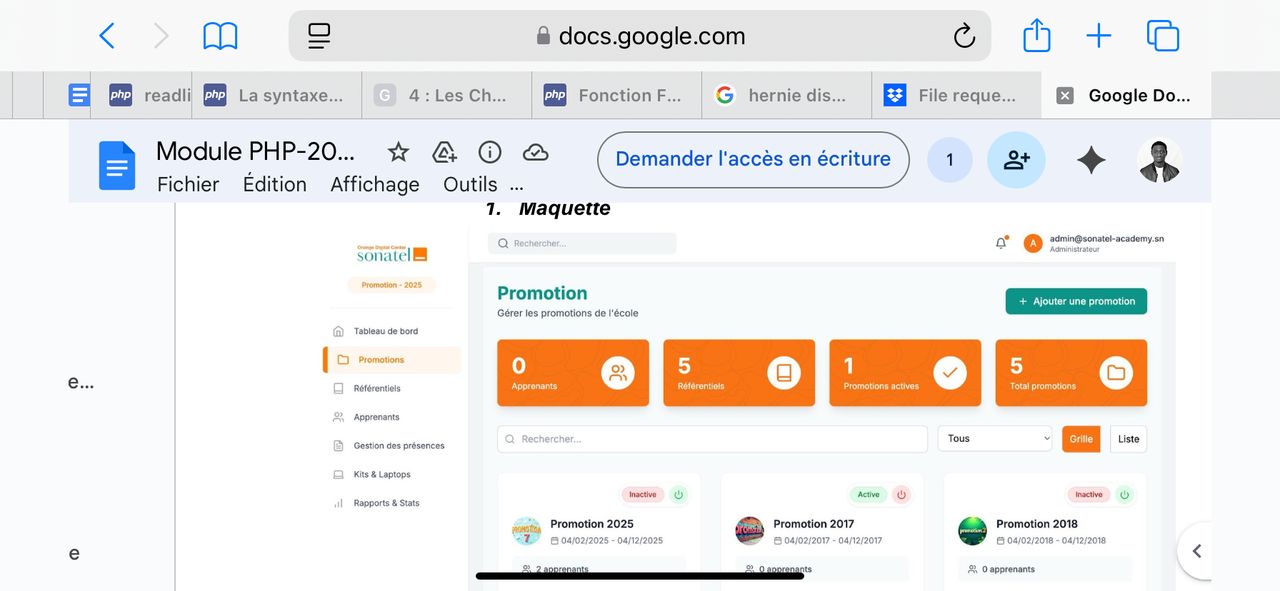 docs.google.com
php readli
php La syntaxe...
G 4 : Les Ch...
php Fonction F...
G hernie dis...
File reque...
Google Do...
Module PHP-20...
Demander l'accès en écriture
1
Fichier Édition Affichage Outils ...
1. Maquette
Orange Digital Center
sonatel
Promotion - 2025
Tableau de bord
Promotions
Référentiels
Apprenants
Gestion des présences
Kits & Laptops
Rapports & Stats
e...
e
Rechercher...
A
admin@sonatel-academy.sn
Administrateur
Promotion
Gérer les promotions de l'école
+ Ajouter une promotion
0
Apprenants
5
Référentiels
1
Promotions actives
5
Total promotions
Rechercher...
Tous
Grille
Liste
Inactive
Promotion 2025
04/02/2025 - 04/12/2025
2 apprenants
Active
Promotion 2017
04/02/2017 - 04/12/2017
0 apprenants
Inactive
Promotion 2018
04/02/2018 - 04/12/2018
0 apprenants